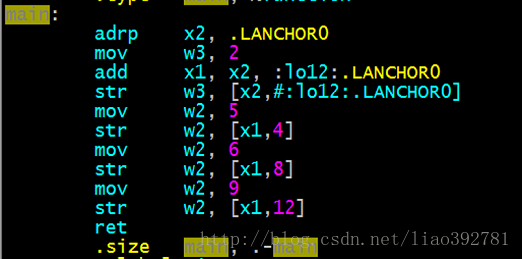 main:
adrp x2, .LANCHOR0
mov w3, 2
add x1, x2, :lo12:.LANCHOR0
str w3, [x2,#:lo12:.LANCHOR0]
mov w2, 5
str w2, [x1,4]
mov w2, 6
str w2, [x1,8]
mov w2, 9
str w2, [x1,12]
ret
.size main, .-main
http://blog.csdn.net/liao392781